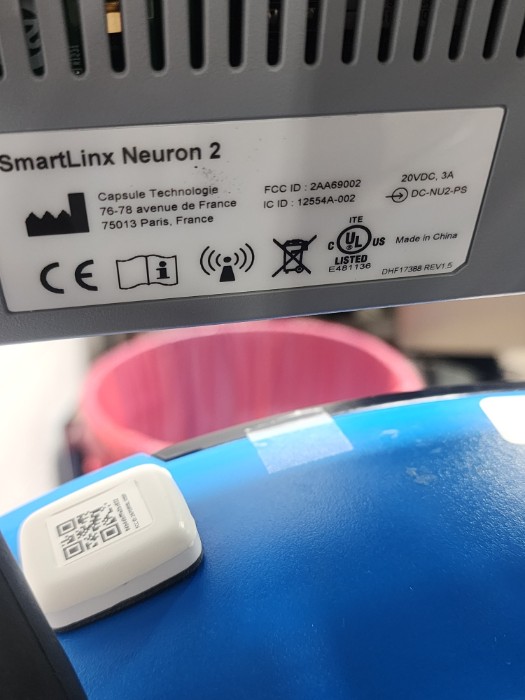 SmartLinx Neuron 2
Capsule Technologie
76-78 avenue de France
75013 Paris, France
FCC ID : 2AA69002
IC ID : 12554A-002
20VDC, 3A
DC-NU2-PS
CE
i
ITE
C UL US
LISTED
E481136
Made in China
DHF17388 REV1.5